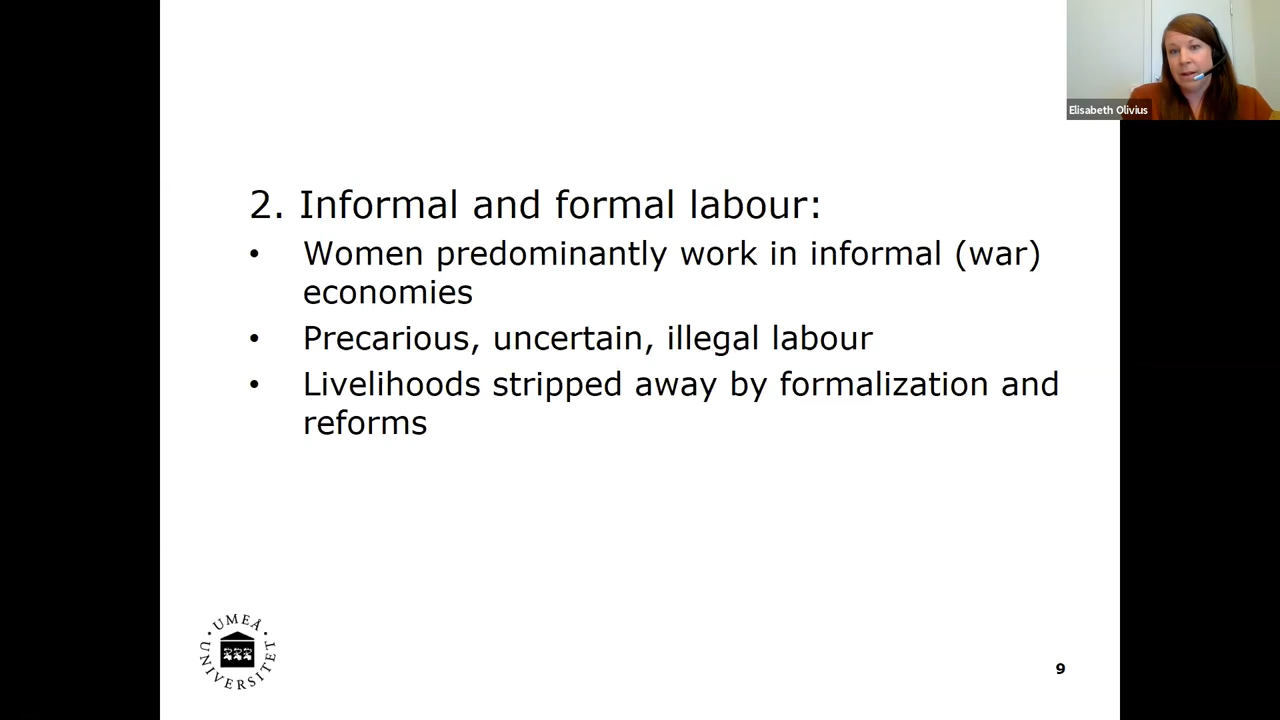 Elisabeth Olivius
2. Informal and formal labour:
• Women predominantly work in informal (war)
economies
• Precarious, uncertain, illegal labour
• Livelihoods stripped away by formalization and
reforms
UMEÅ UNIVERSITET
9